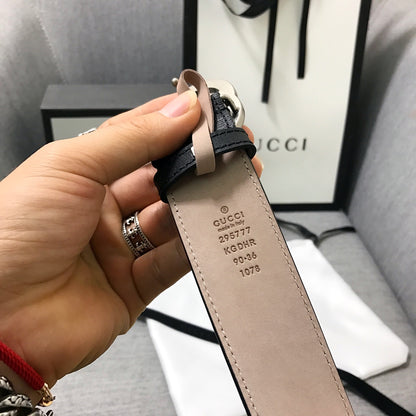 GUCCI
GUCCI
made in Italy
295777
KGDHR
90-36
1078